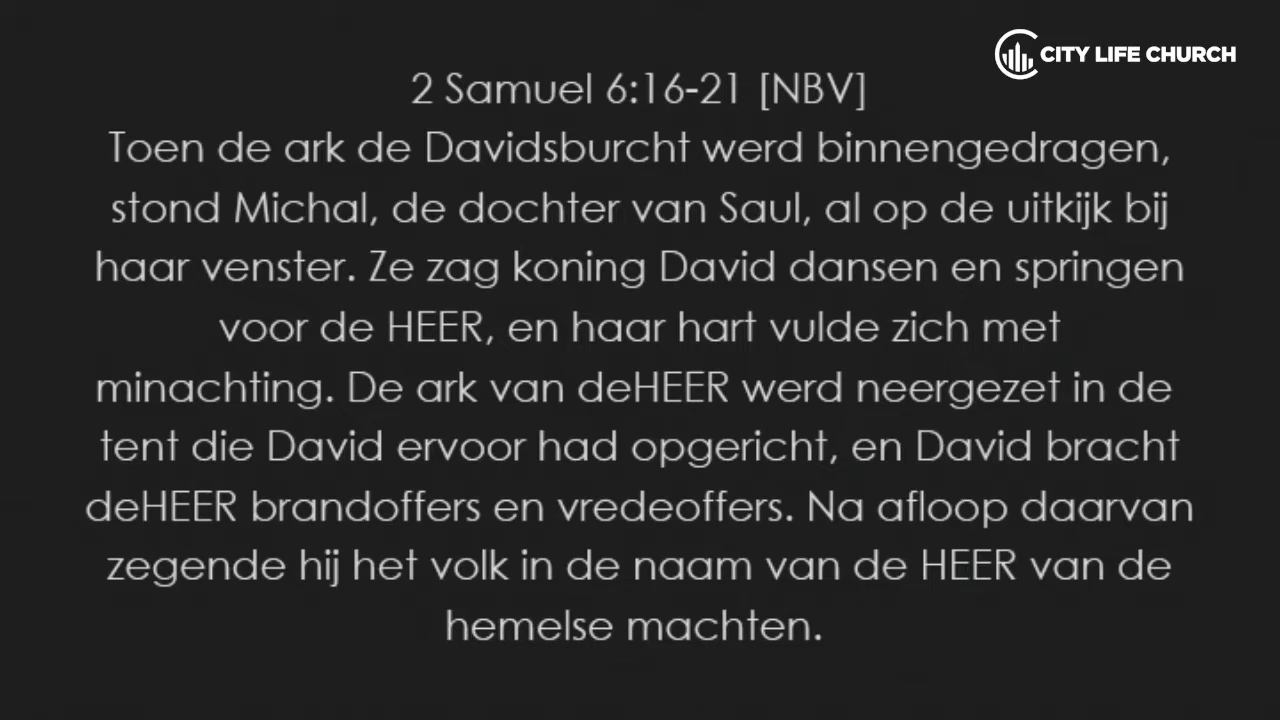 CITY LIFE CHURCH
2 Samuel 6:16-21 [NBV]
Toen de ark de Davidsburcht werd binnengedragen,
stond Michal, de dochter van Saul, al op de uitkijk bij
haar venster. Ze zag koning David dansen en springen
voor de HEER, en haar hart vulde zich met
minachting. De ark van deHEER werd neergezet in de
tent die David ervoor had opgericht, en David bracht
deHEER brandoffers en vredeoffers. Na afloop daarvan
zegende hij het volk in de naam van de HEER van de
hemelse machten.